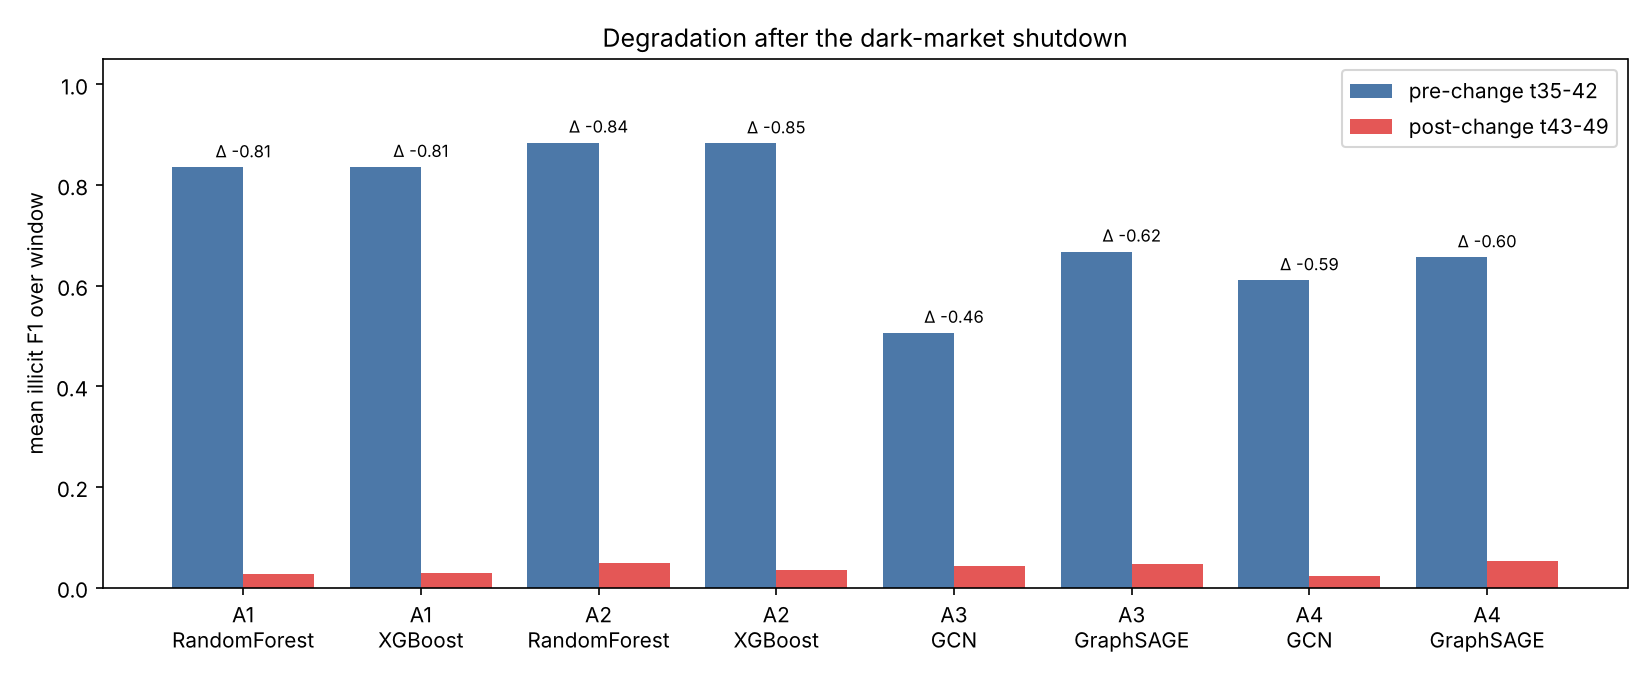 Degradation after the dark-market shutdown
mean illicit F1 over window
1.0
0.8
0.6
0.4
0.2
0.0
pre-change t35-42
post-change t43-49
Δ -0.81
Δ -0.81
Δ -0.84
Δ -0.85
Δ -0.46
Δ -0.62
Δ -0.59
Δ -0.60
A1
RandomForest
A1
XGBoost
A2
RandomForest
A2
XGBoost
A3
GCN
A3
GraphSAGE
A4
GCN
A4
GraphSAGE